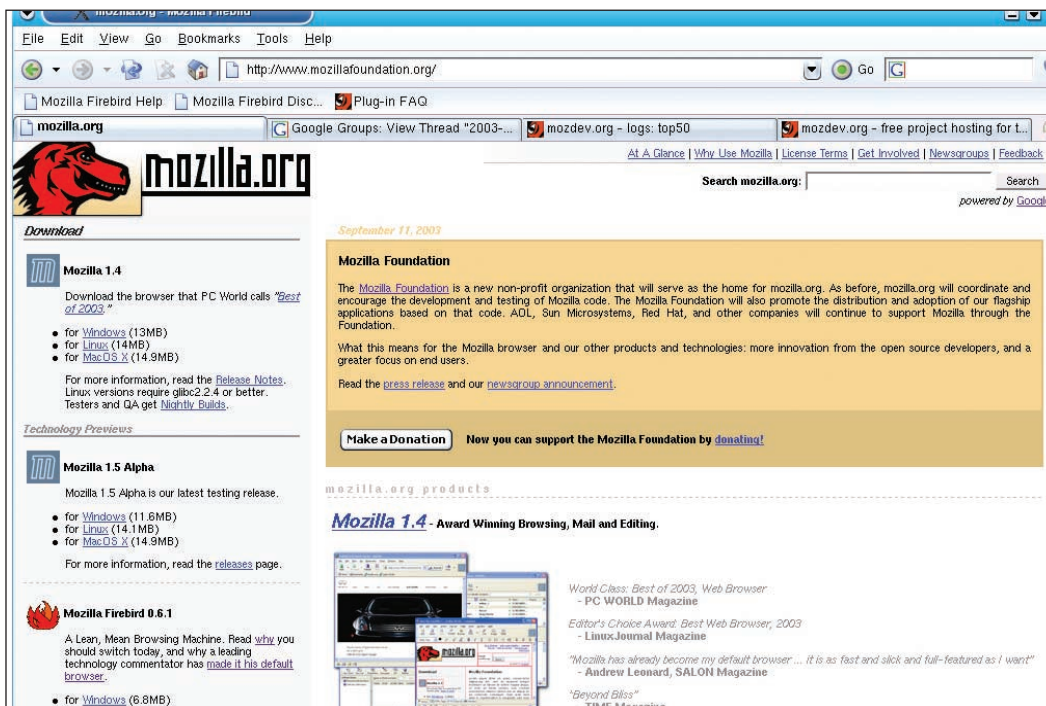 mozilla.org - Mozilla Firebird
File Edit View Go Bookmarks Tools Help
http://www.mozillafoundation.org/ Go
Mozilla Firebird Help Mozilla Firebird Disc... Plug-in FAQ
mozilla.org Google Groups: View Thread "2003-... mozdev.org - logs: top50 mozdev.org - free project hosting for t...
mozilla.org
At A Glance | Why Use Mozilla | License Terms | Get Involved | Newsgroups | Feedback
Search mozilla.org: Search
powered by Google
Download
Mozilla 1.4
Download the browser that PC World calls "Best
of 2003."
for Windows (13MB)
for Linux (14MB)
for MacOS X (14.9MB)
For more information, read the Release Notes.
Linux versions require glibc2.2.4 or better.
Testers and QA get Nightly Builds.
Technology Previews
Mozilla 1.5 Alpha
Mozilla 1.5 Alpha is our latest testing release.
for Windows (11.6MB)
for Linux (14.1MB)
for MacOS X (14.9MB)
For more information, read the releases page.
Mozilla Firebird 0.6.1
A Lean, Mean Browsing Machine. Read why you
should switch today, and why a leading
technology commentator has made it his default
browser.
for Windows (6.8MB)
September 11, 2003
Mozilla Foundation
The Mozilla Foundation is a new non-profit organization that will serve as the home for mozilla.org. As before, mozilla.org will coordinate and
encourage the development and testing of Mozilla code. The Mozilla Foundation will also promote the distribution and adoption of our flagship
applications based on that code. AOL, Sun Microsystems, Red Hat, and other companies will continue to support Mozilla through the
Foundation.
What this means for the Mozilla browser and our other products and technologies: more innovation from the open source developers, and a
greater focus on end users.
Read the press release and our newsgroup announcement.
Make a Donation Now you can support the Mozilla Foundation by donating!
mozilla.org products
Mozilla 1.4 - Award Winning Browsing, Mail and Editing.
mozilla.org
World Class: Best of 2003, Web Browser
- PC WORLD Magazine
Editor's Choice Award: Best Web Browser, 2003
- LinuxJournal Magazine
"Mozilla has already become my default browser ... it is as fast and slick and full-featured as I want"
- Andrew Leonard, SALON Magazine
"Beyond Bliss"
- TIME Magazine